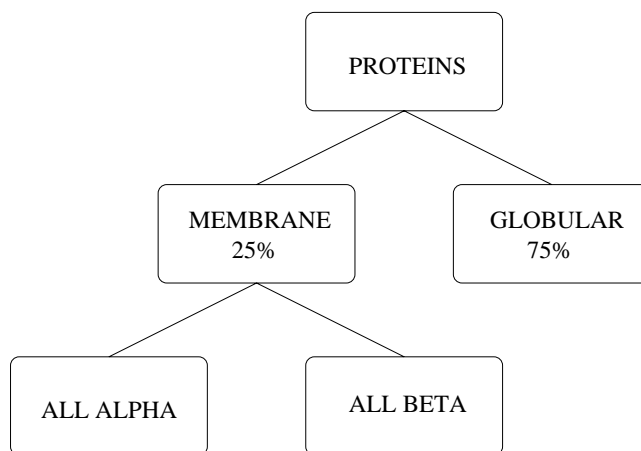 PROTEINS
MEMBRANE
25%
GLOBULAR
75%
ALL ALPHA
ALL BETA